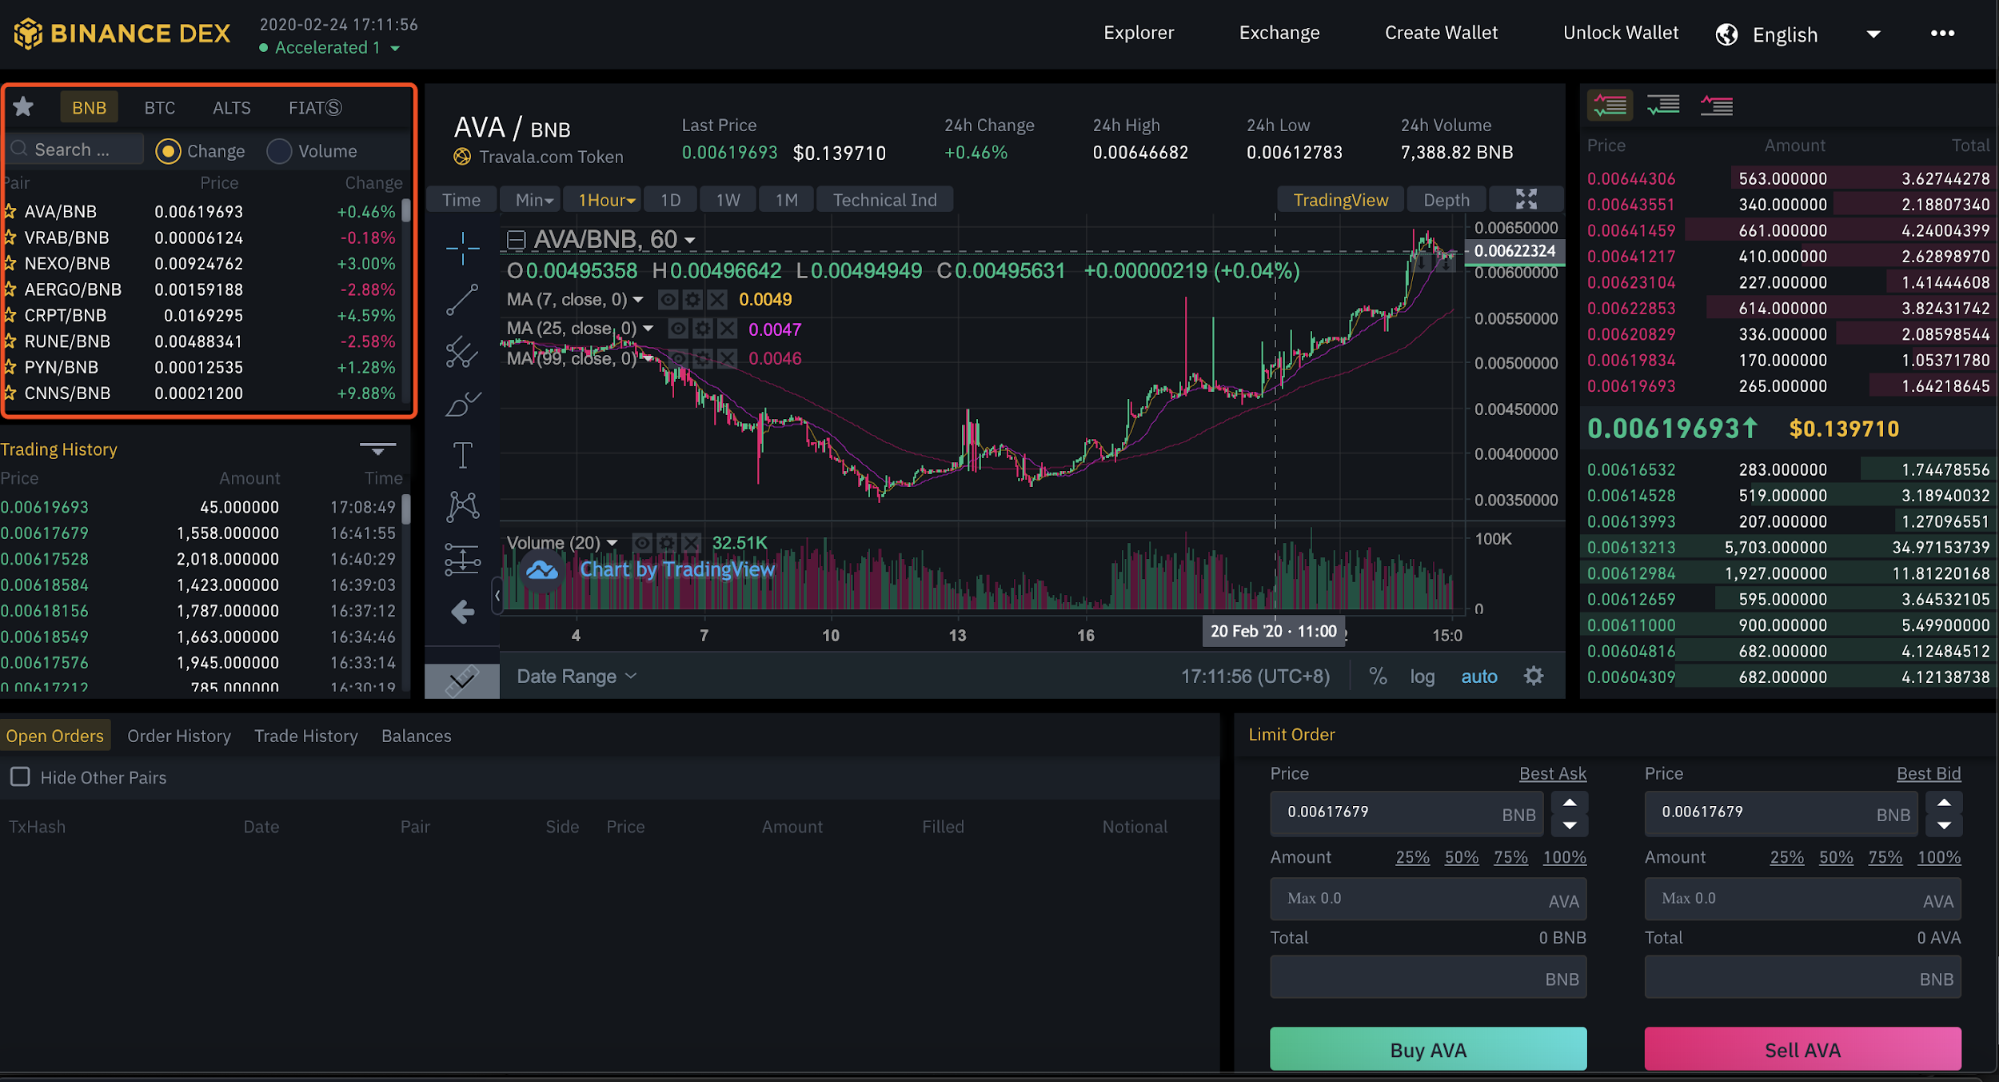 BINANCE DEX
2020-02-24 17:11:56
Accelerated 1
Explorer Exchange Create Wallet Unlock Wallet English
BNB BTC ALTS FIATⓈ
Search ... Change Volume
Pair Price Change
AVA/BNB 0.00619693 +0.46%
VRAB/BNB 0.00006124 -0.18%
NEXO/BNB 0.00924762 +3.00%
AERGO/BNB 0.00159188 -2.88%
CRPT/BNB 0.0169295 +4.59%
RUNE/BNB 0.00488341 -2.58%
PYN/BNB 0.00012535 +1.28%
CNNS/BNB 0.00021200 +9.88%
Trading History
Price Amount Time
0.00619693 45.000000 17:08:49
0.00617679 1,558.000000 16:41:55
0.00617528 2,018.000000 16:40:29
0.00618584 1,423.000000 16:39:03
0.00618156 1,787.000000 16:37:12
0.00618549 1,663.000000 16:34:46
0.00617576 1,945.000000 16:33:14
0.00617212 785.000000 16:30:19
AVA / BNB
Travala.com Token
Last Price
0.00619693 $0.139710
24h Change
+0.46%
24h High
0.00646682
24h Low
0.00612783
24h Volume
7,388.82 BNB
Time Min 1Hour 1D 1W 1M Technical Ind TradingView Depth
AVA/BNB, 60
O0.00495358 H0.00496642 L0.00494949 C0.00495631 +0.00000219 (+0.04%)
MA (7, close, 0) 0.0049
MA (25, close, 0) 0.0047
MA (99, close, 0) 0.0046
0.00650000
0.00622324
0.00600000
0.00550000
0.00500000
0.00450000
0.00400000
0.00350000
Volume (20) 32.51K
Chart by TradingView
100K
0
4 7 10 13 16 20 Feb '20 · 11:00 15:0
Date Range 17:11:56 (UTC+8) % log auto
Price Amount Total
0.00644306 563.000000 3.62744278
0.00643551 340.000000 2.18807340
0.00641459 661.000000 4.24004399
0.00641217 410.000000 2.62898970
0.00623104 227.000000 1.41444608
0.00622853 614.000000 3.82431742
0.00620829 336.000000 2.08598544
0.00619834 170.000000 1.05371780
0.00619693 265.000000 1.64218645
0.00619693↑ $0.139710
0.00616532 283.000000 1.74478556
0.00614528 519.000000 3.18940032
0.00613993 207.000000 1.27096551
0.00613213 5,703.000000 34.97153739
0.00612984 1,927.000000 11.81220168
0.00612659 595.000000 3.64532105
0.00611000 900.000000 5.49900000
0.00604816 682.000000 4.12484512
0.00604309 682.000000 4.12138738
Open Orders Order History Trade History Balances
Hide Other Pairs
TxHash Date Pair Side Price Amount Filled Notional
Limit Order
Price Best Ask
0.00617679 BNB
Amount 25% 50% 75% 100%
Max 0.0 AVA
Total 0 BNB
BNB
Buy AVA
Price Best Bid
0.00617679 BNB
Amount 25% 50% 75% 100%
Max 0.0 AVA
Total 0 AVA
BNB
Sell AVA